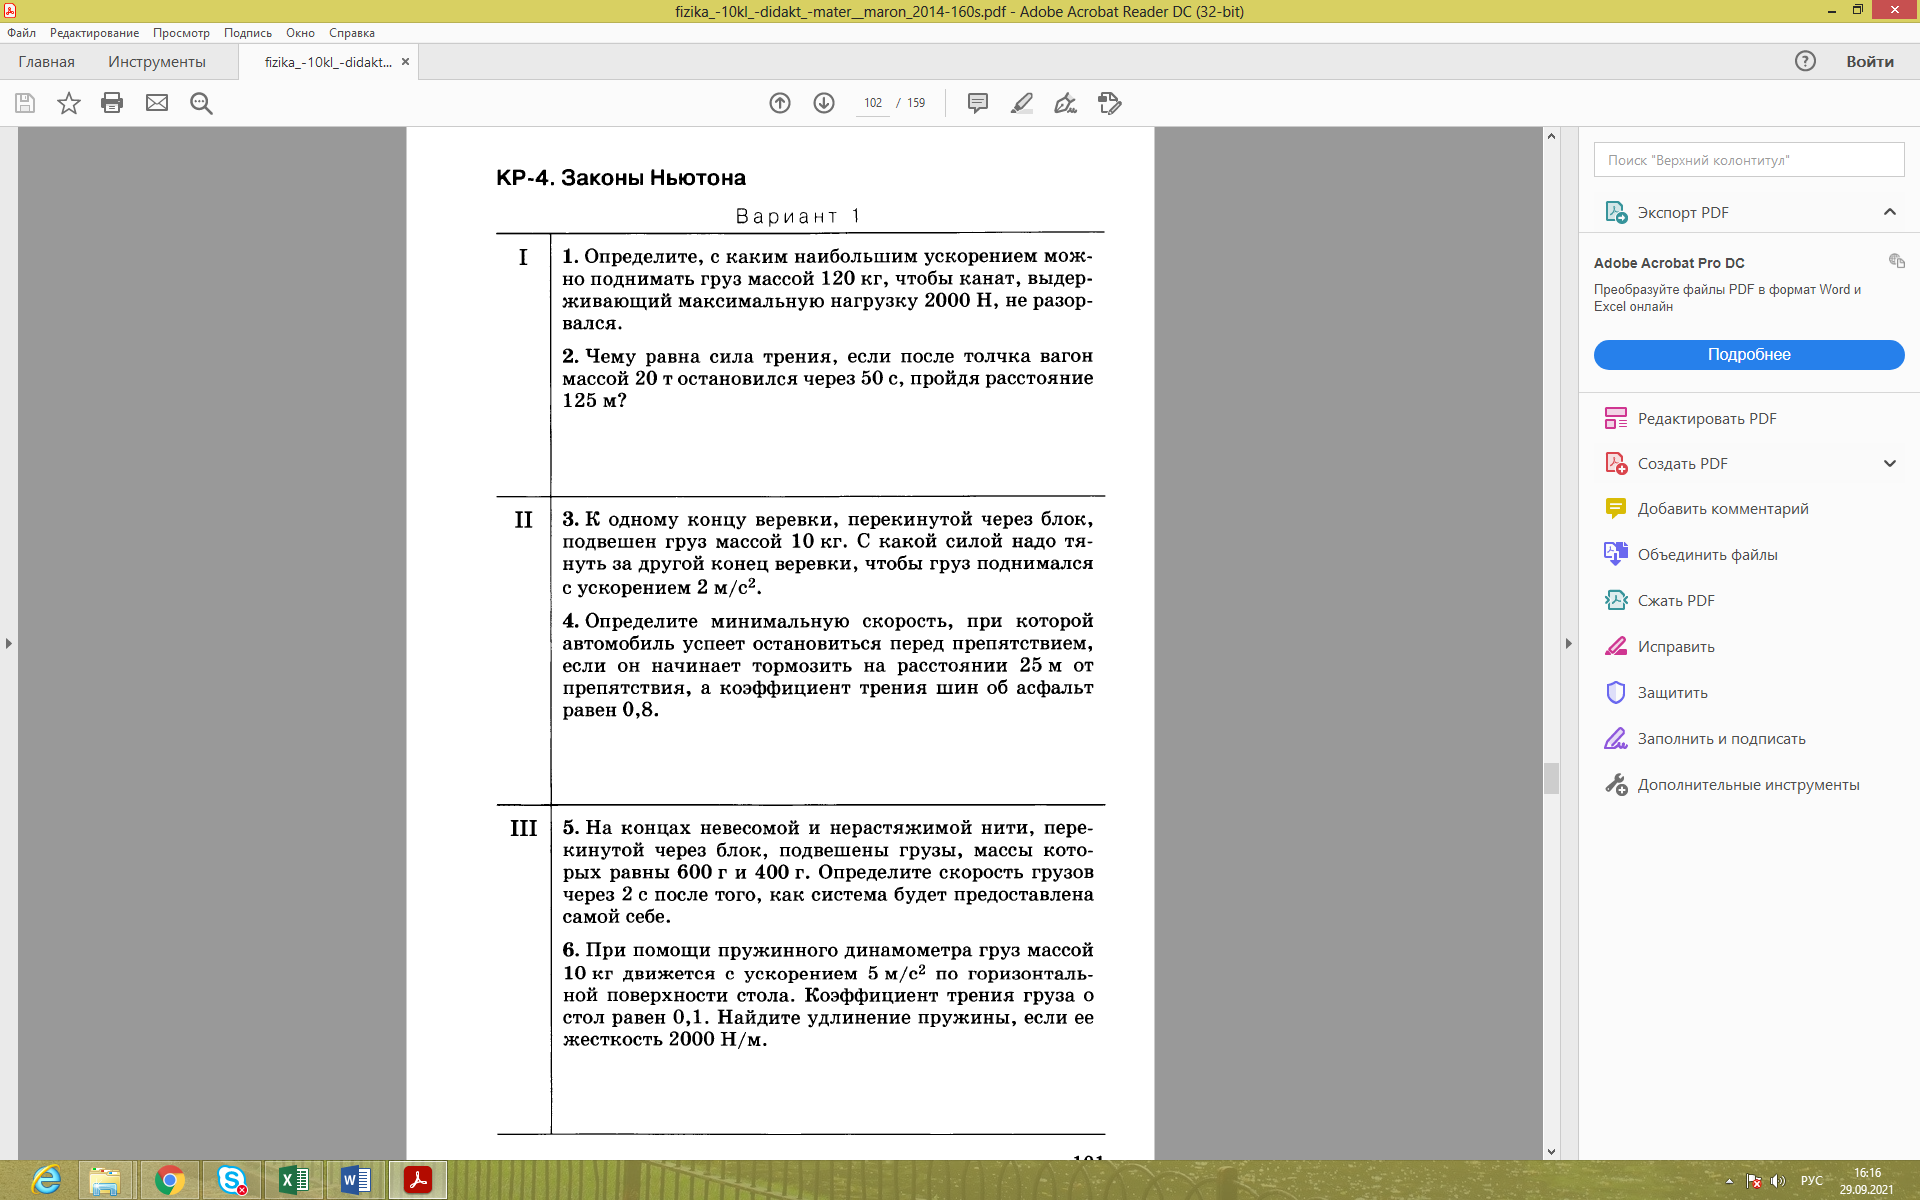 fizika_-10kl_-didakt_-mater__maron_2014-160s.pdf - Adobe Acrobat Reader DC (32-bit)
Файл Редактирование Просмотр Подпись Окно Справка
Главная Инструменты fizika_-10kl_-didakt... × Войти
102 / 159
КР-4. Законы Ньютона
Вариант 1
I
1. Определите, с каким наибольшим ускорением мож-
но поднимать груз массой 120 кг, чтобы канат, выдер-
живающий максимальную нагрузку 2000 Н, не разор-
вался.
2. Чему равна сила трения, если после толчка вагон
массой 20 т остановился через 50 с, пройдя расстояние
125 м?
II
3. К одному концу веревки, перекинутой через блок,
подвешен груз массой 10 кг. С какой силой надо тя-
нуть за другой конец веревки, чтобы груз поднимался
с ускорением 2 м/с².
4. Определите минимальную скорость, при которой
автомобиль успеет остановиться перед препятствием,
если он начинает тормозить на расстоянии 25 м от
препятствия, а коэффициент трения шин об асфальт
равен 0,8.
III
5. На концах невесомой и нерастяжимой нити, пере-
кинутой через блок, подвешены грузы, массы кото-
рых равны 600 г и 400 г. Определите скорость грузов
через 2 с после того, как система будет предоставлена
самой себе.
6. При помощи пружинного динамометра груз массой
10 кг движется с ускорением 5 м/с² по горизонталь-
ной поверхности стола. Коэффициент трения груза о
стол равен 0,1. Найдите удлинение пружины, если ее
жесткость 2000 Н/м.
Поиск "Верхний колонтитул"
Экспорт PDF
Adobe Acrobat Pro DC
Преобразуйте файлы PDF в формат Word и
Excel онлайн
Подробнее
Редактировать PDF
Создать PDF
Добавить комментарий
Объединить файлы
Сжать PDF
Исправить
Защитить
Заполнить и подписать
Дополнительные инструменты
РУС
16:16
29.09.2021